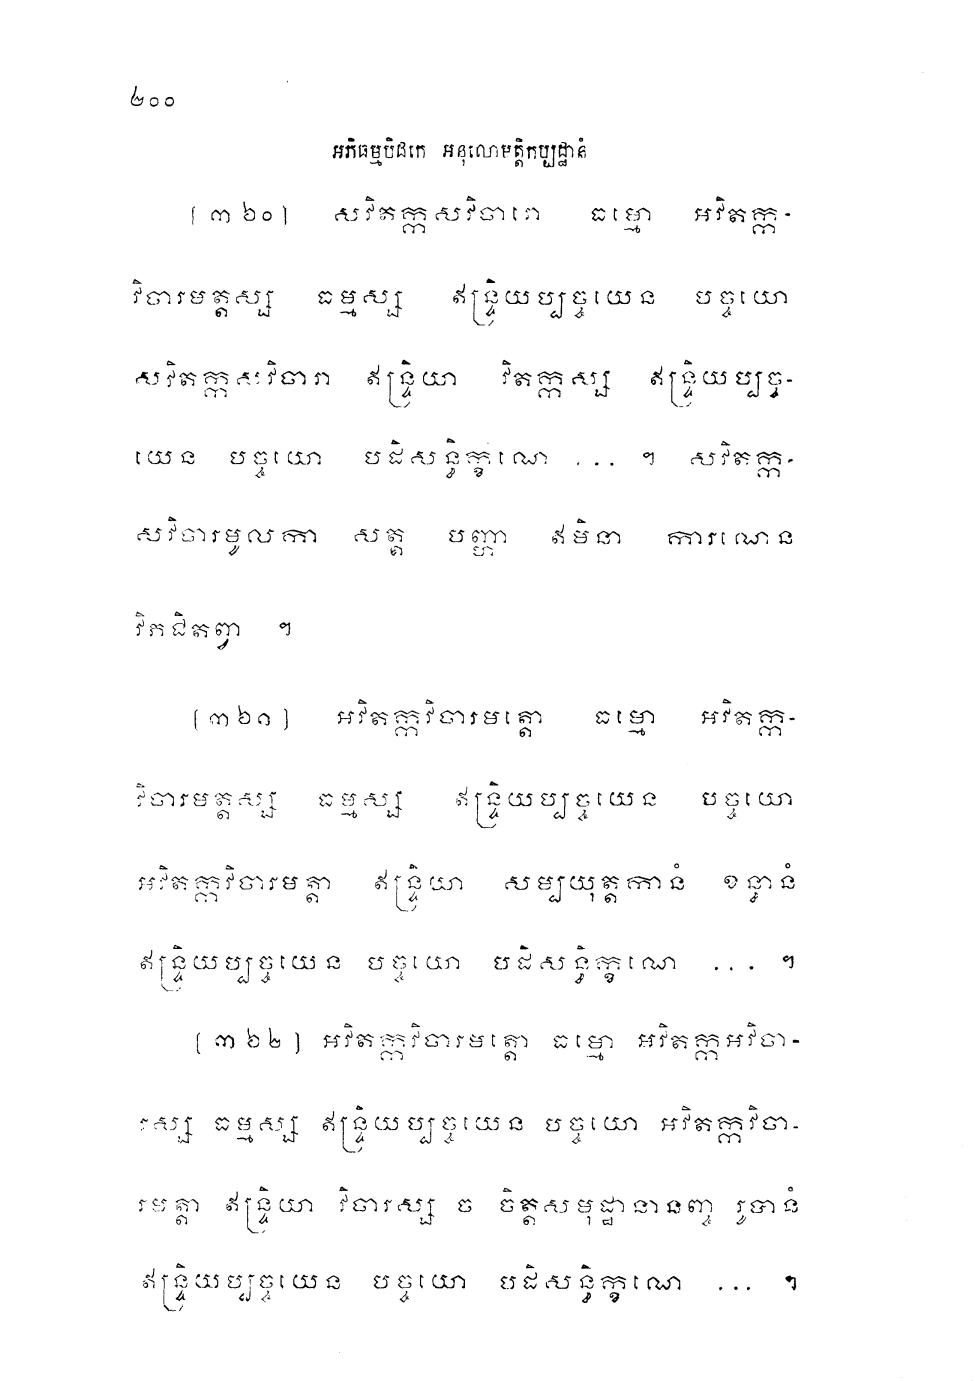 ២០០
អភិធម្មបិដកេ អនុលោមត្តិកប្បដ្ឋានំ
[៣៦០] សវិតក្កសវិចារោ ធម្មោ អវិតក្ក-
វិចារមត្តស្ស ធម្មស្ស ឥន្ទ្រិយប្បច្ចយេន បច្ចយោ
សវិតក្កសវិចារា ឥន្ទ្រិយា វិតក្កស្ស ឥន្ទ្រិយប្បច្ច-
យេន បច្ចយោ បដិសន្ធិក្ខណេ ... ។ សវិតក្ក-
សវិចារមូលកា សត្ត បញ្ហា ឥមិនា ការណេន
វិភជិតព្វា ។
[៣៦១] អវិតក្កវិចារមត្តោ ធម្មោ អវិតក្ក-
វិចារមត្តស្ស ធម្មស្ស ឥន្ទ្រិយប្បច្ចយេន បច្ចយោ
អវិតក្កវិចារមត្តា ឥន្ទ្រិយា សម្បយុត្តកានំ ខន្ធានំ
ឥន្ទ្រិយប្បច្ចយេន បច្ចយោ បដិសន្ធិក្ខណេ ... ។
[៣៦២] អវិតក្កវិចារមត្តោ ធម្មោ អវិតក្កអវិចា-
រស្ស ធម្មស្ស ឥន្ទ្រិយប្បច្ចយេន បច្ចយោ អវិតក្កវិចា-
រមត្តា ឥន្ទ្រិយា វិចារស្ស ច ចិត្តសមុដ្ឋានានញ្ច រូបានំ
ឥន្ទ្រិយប្បច្ចយេន បច្ចយោ បដិសន្ធិក្ខណេ ... ។